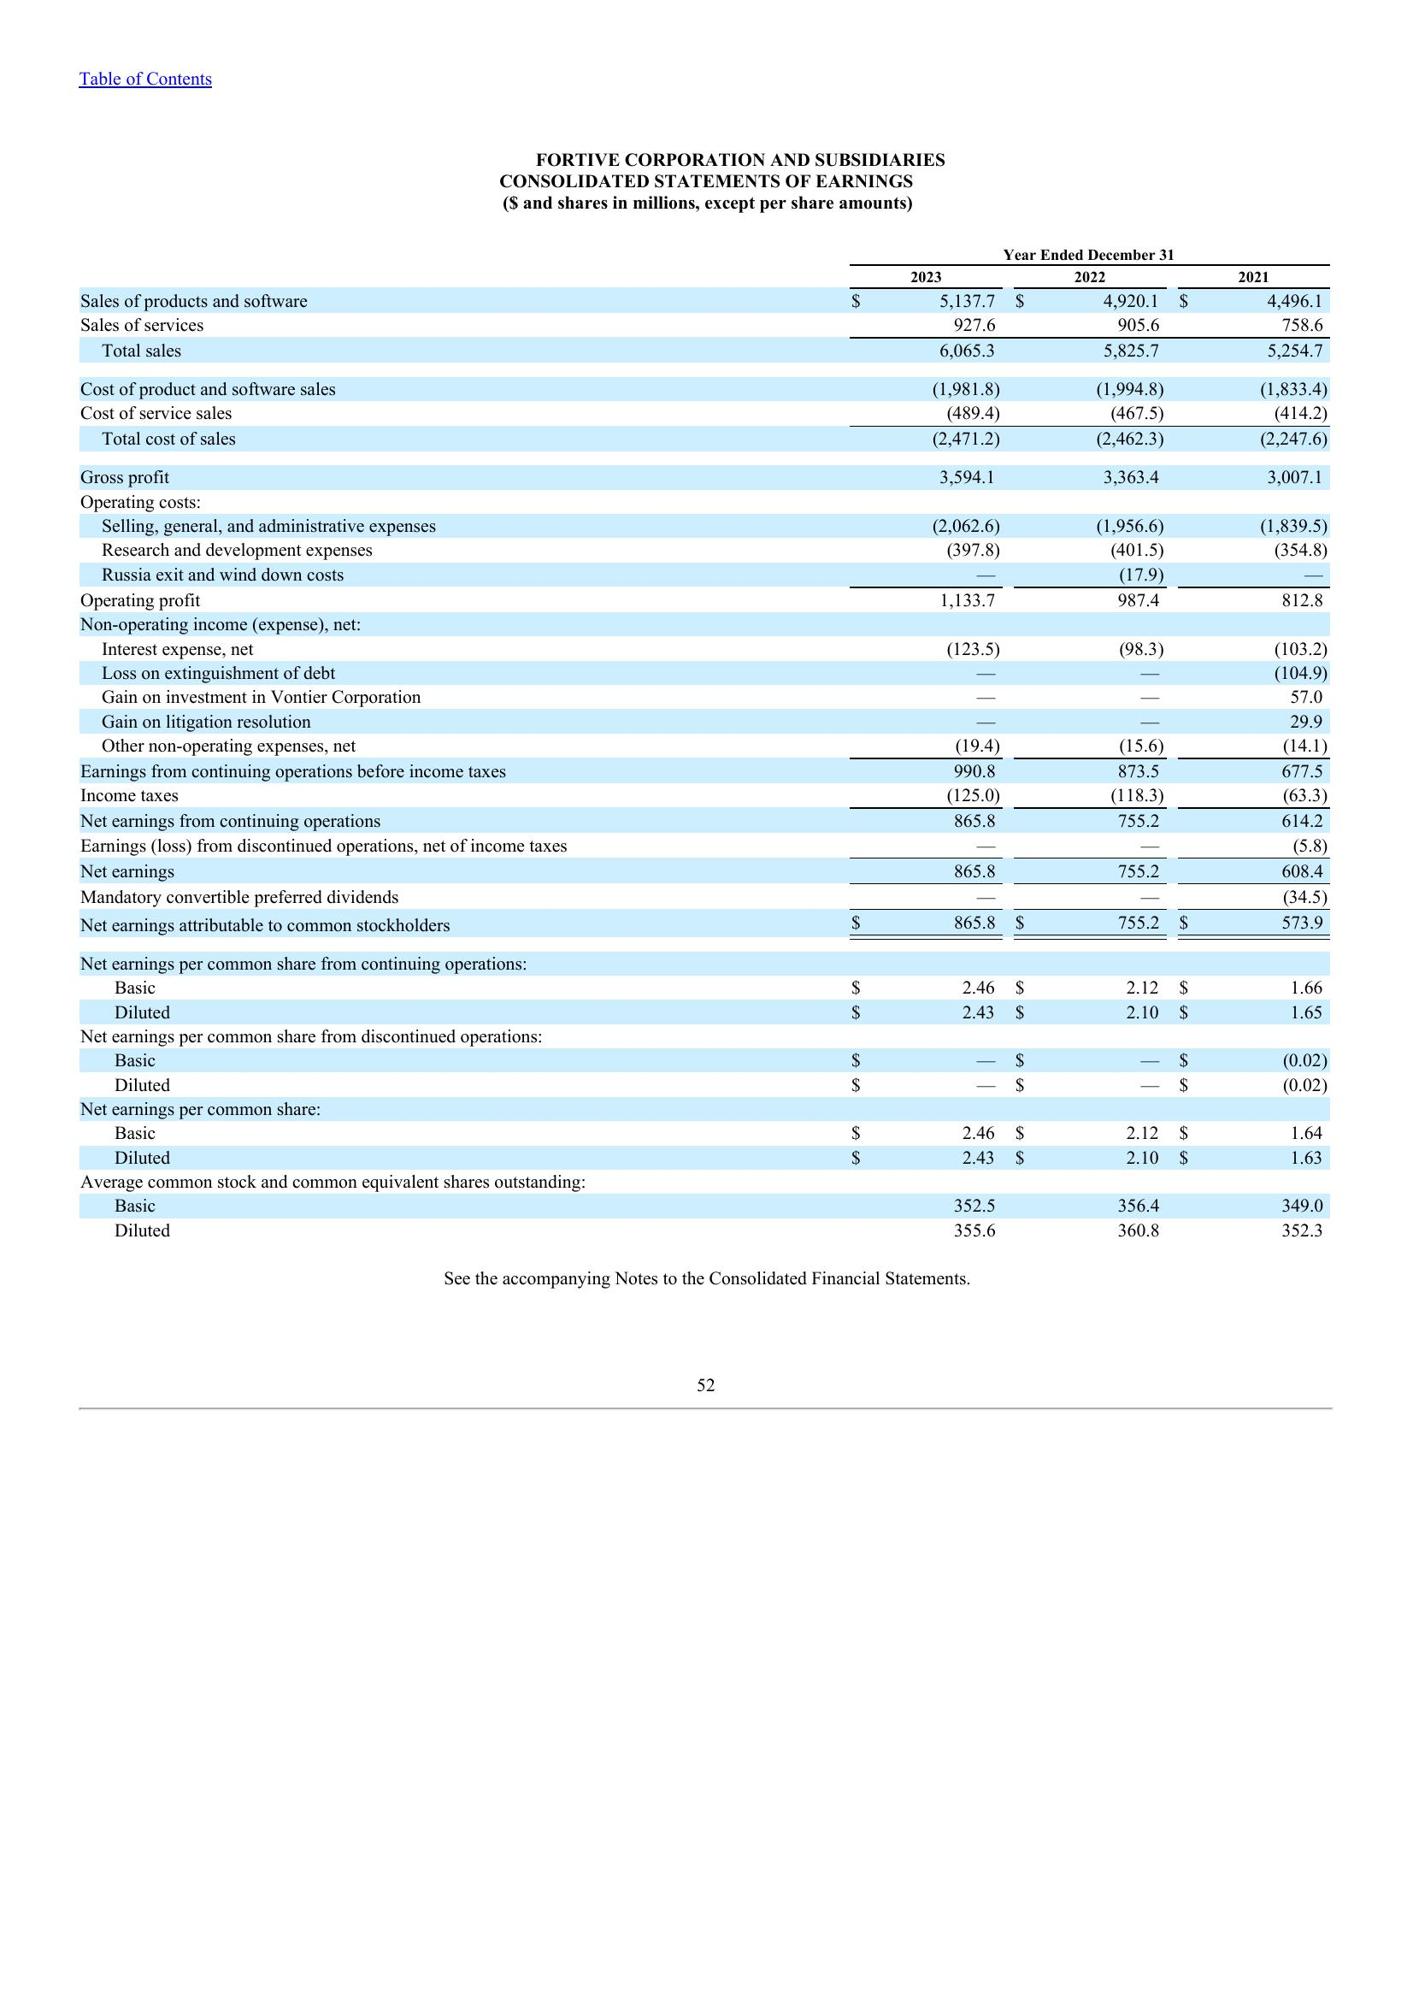 Table of Contents
FORTIVE CORPORATION AND SUBSIDIARIES
CONSOLIDATED STATEMENTS OF EARNINGS
($ and shares in millions, except per share amounts)
Year Ended December 31
2023 2022 2021
Sales of products and software $ 5,137.7 $ 4,920.1 $ 4,496.1
Sales of services 927.6 905.6 758.6
Total sales 6,065.3 5,825.7 5,254.7
Cost of product and software sales (1,981.8) (1,994.8) (1,833.4)
Cost of service sales (489.4) (467.5) (414.2)
Total cost of sales (2,471.2) (2,462.3) (2,247.6)
Gross profit 3,594.1 3,363.4 3,007.1
Operating costs:
Selling, general, and administrative expenses (2,062.6) (1,956.6) (1,839.5)
Research and development expenses (397.8) (401.5) (354.8)
Russia exit and wind down costs — (17.9) —
Operating profit 1,133.7 987.4 812.8
Non-operating income (expense), net:
Interest expense, net (123.5) (98.3) (103.2)
Loss on extinguishment of debt — — (104.9)
Gain on investment in Vontier Corporation — — 57.0
Gain on litigation resolution — — 29.9
Other non-operating expenses, net (19.4) (15.6) (14.1)
Earnings from continuing operations before income taxes 990.8 873.5 677.5
Income taxes (125.0) (118.3) (63.3)
Net earnings from continuing operations 865.8 755.2 614.2
Earnings (loss) from discontinued operations, net of income taxes — — (5.8)
Net earnings 865.8 755.2 608.4
Mandatory convertible preferred dividends — — (34.5)
Net earnings attributable to common stockholders $ 865.8 $ 755.2 $ 573.9
Net earnings per common share from continuing operations:
Basic $ 2.46 $ 2.12 $ 1.66
Diluted $ 2.43 $ 2.10 $ 1.65
Net earnings per common share from discontinued operations:
Basic $ — $ — $ (0.02)
Diluted $ — $ — $ (0.02)
Net earnings per common share:
Basic $ 2.46 $ 2.12 $ 1.64
Diluted $ 2.43 $ 2.10 $ 1.63
Average common stock and common equivalent shares outstanding:
Basic 352.5 356.4 349.0
Diluted 355.6 360.8 352.3
See the accompanying Notes to the Consolidated Financial Statements.
52